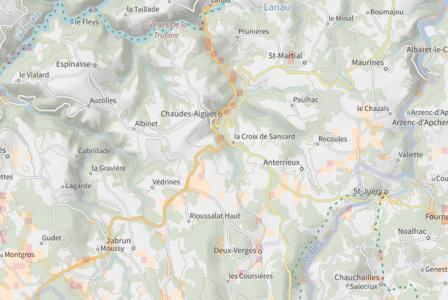 la Taillade
Lanau
Boumajou
le Fleys
Gorges de la
Truyère
Prunières
le Mirial
St-Martial
Albaret-le-C
Espinasse
Maurines
le Vialard
Auzolles
Paulhac
Chaudes-Aigues
le Chazals
Arzenc-d'Ap
Arzenc-d'Apcher
Albinet
la Croix de Sansard
Recoules
Cabrillade
Valiette
la Gravière
Anterrieux
Védrines
Lagarde
St-Juéry
Rioussalat Haut
Fourn
Noalhac
Gudet
Jabrun
Moussy
Deux-Verges
Montgros
Genest
les Coursières
Chauchailles
Salecrux